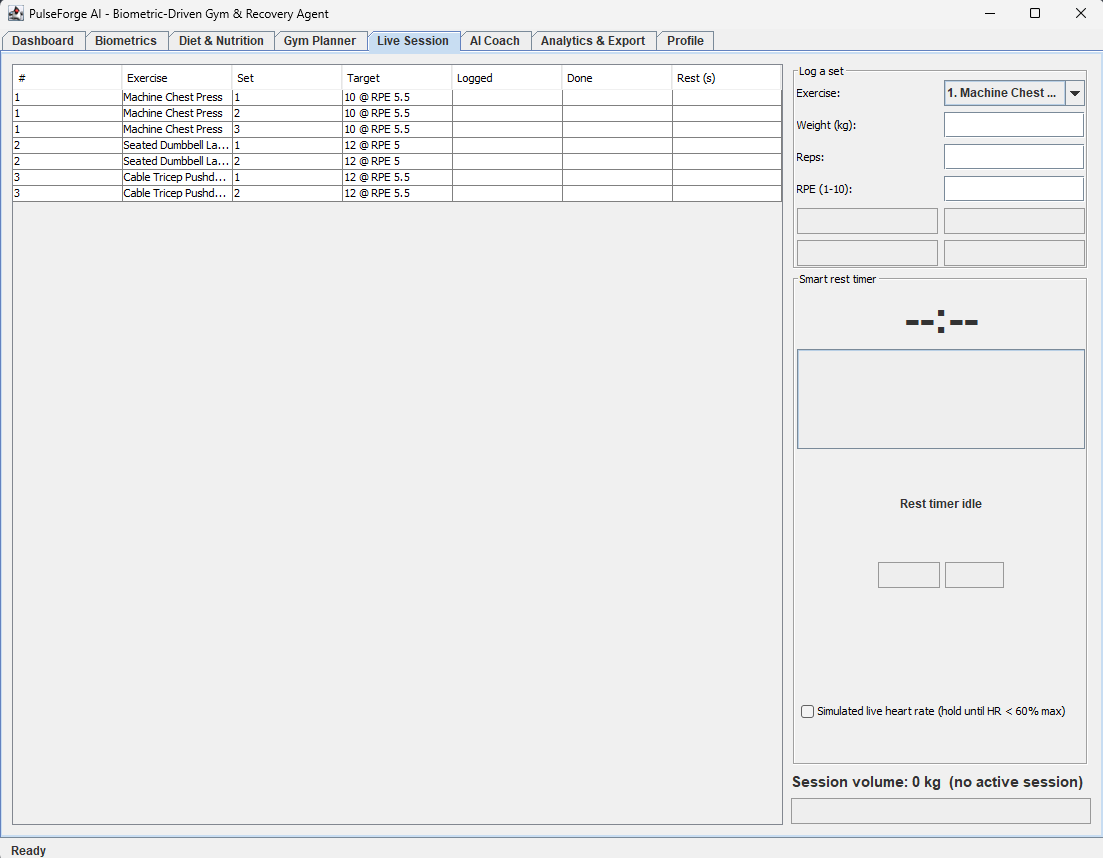 PulseForge AI - Biometric-Driven Gym & Recovery Agent
Dashboard Biometrics Diet & Nutrition Gym Planner Live Session AI Coach Analytics & Export Profile
# Exercise Set Target Logged Done Rest (s)
1 Machine Chest Press 1 10 @ RPE 5.5
1 Machine Chest Press 2 10 @ RPE 5.5
1 Machine Chest Press 3 10 @ RPE 5.5
2 Seated Dumbbell La... 1 12 @ RPE 5
2 Seated Dumbbell La... 2 12 @ RPE 5
3 Cable Tricep Pushd... 1 12 @ RPE 5.5
3 Cable Tricep Pushd... 2 12 @ RPE 5.5
Log a set
Exercise: 1. Machine Chest ...
Weight (kg):
Reps:
RPE (1-10):
Smart rest timer
--:--
Rest timer idle
Simulated live heart rate (hold until HR < 60% max)
Session volume: 0 kg (no active session)
Ready